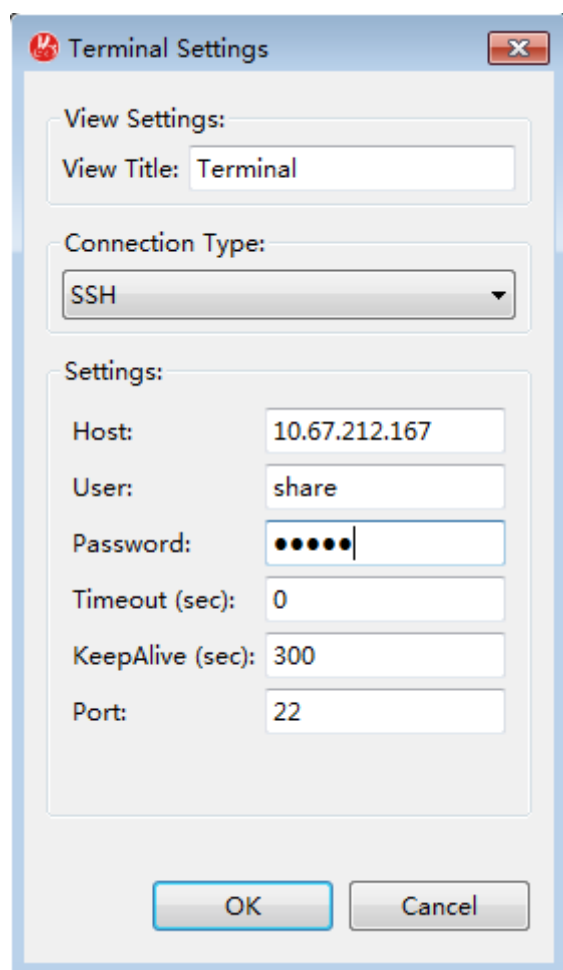 Terminal Settings
View Settings:
View Title: Terminal
Connection Type:
SSH
Settings:
Host: 10.67.212.167
User: share
Password: ●●●●●
Timeout (sec): 0
KeepAlive (sec): 300
Port: 22
OK Cancel